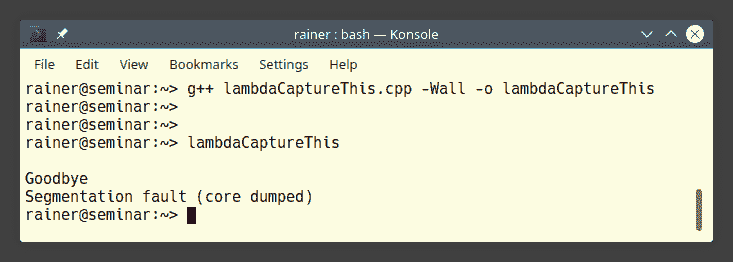 rainer : bash — Konsole
File Edit View Bookmarks Settings Help
rainer@seminar:~> g++ lambdaCaptureThis.cpp -Wall -o lambdaCaptureThis
rainer@seminar:~>
rainer@seminar:~>
rainer@seminar:~> lambdaCaptureThis
Goodbye
Segmentation fault (core dumped)
rainer@seminar:~>